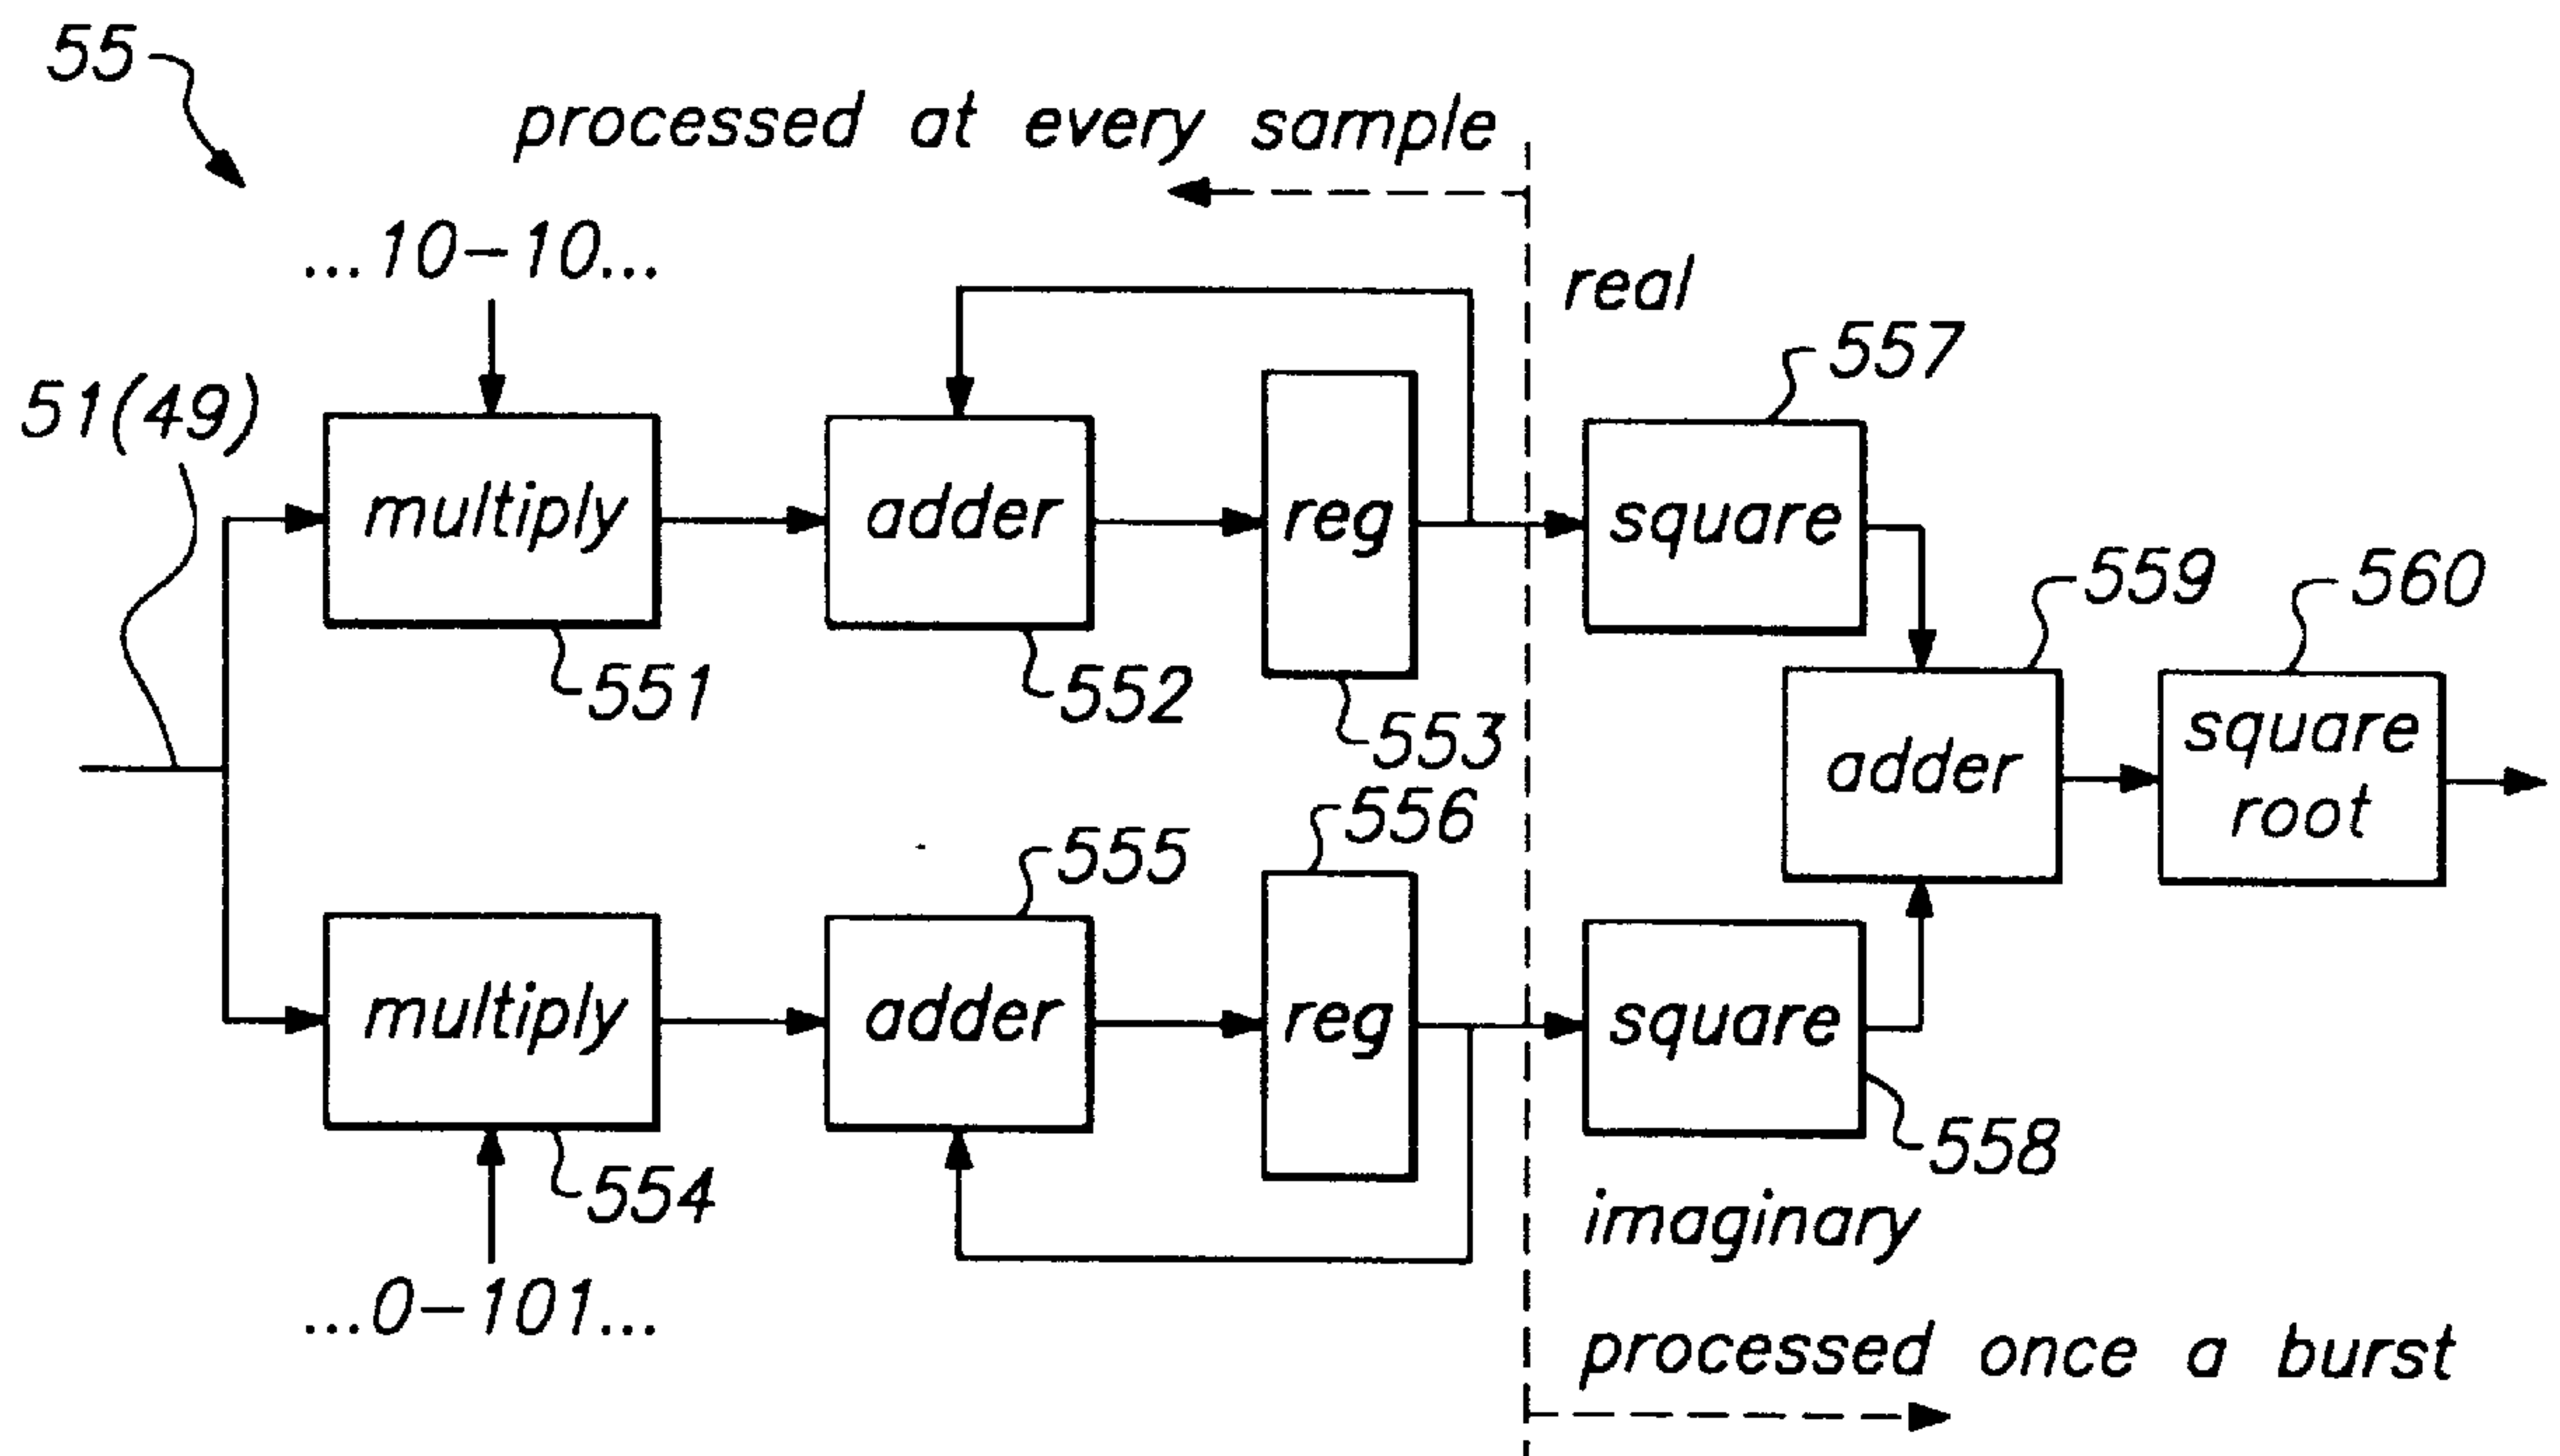 55
processed at every sample
...10-10...
real
557
51(49)
multiply
adder
reg
square
559
560
551
552
553
adder
square
root
556
555
multiply
adder
reg
square
558
554
imaginary
...0-101...
processed once a burst